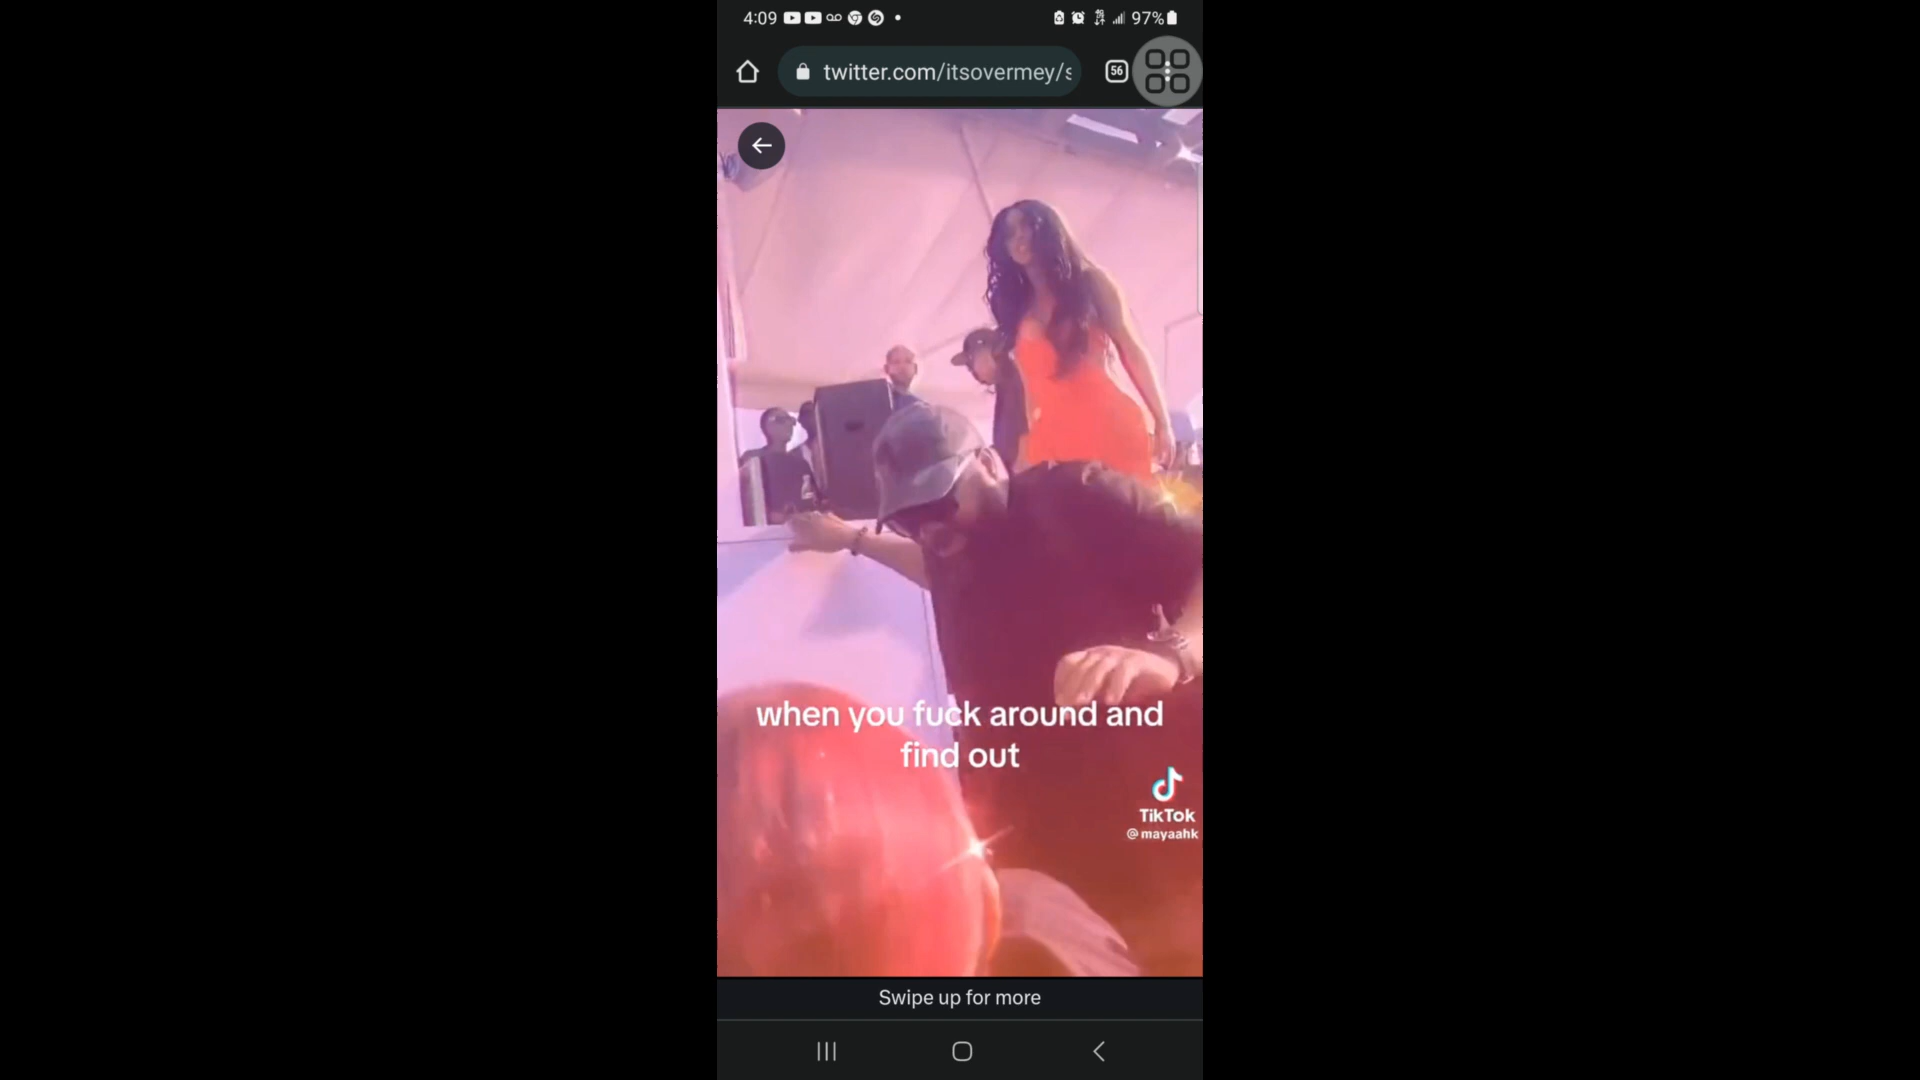 4:09
97%
twitter.com/itsovermey/s
56
when you fuck around and
find out
TikTok
@mayaahk
Swipe up for more